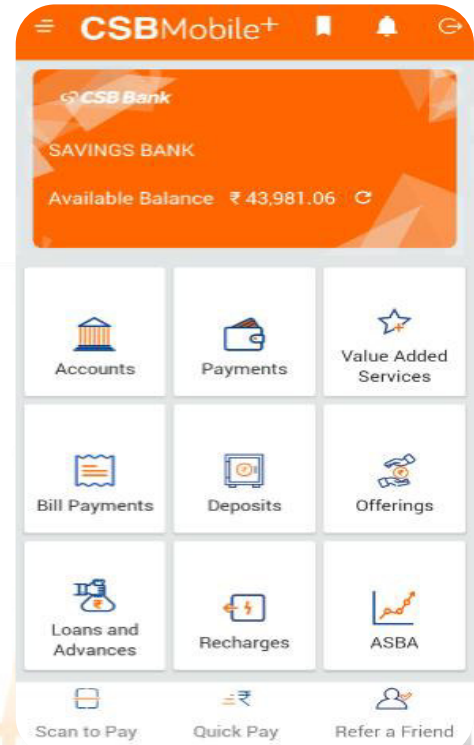 CSBMobile+
CSB Bank
SAVINGS BANK
Available Balance ₹ 43,981.06
Accounts
Payments
Value Added
Services
Bill Payments
Deposits
Offerings
Loans and
Advances
Recharges
ASBA
Scan to Pay
Quick Pay
Refer a Friend